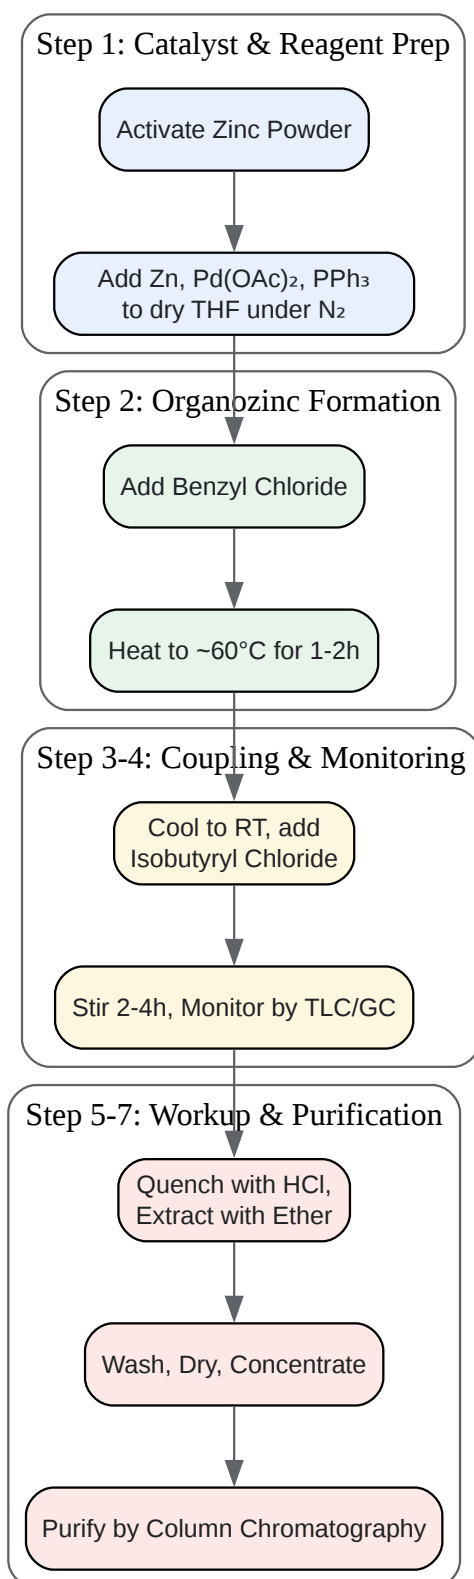 Step 1: Catalyst & Reagent Prep
Activate Zinc Powder
Add Zn, Pd(OAc)₂, PPh₃
to dry THF under N₂
Step 2: Organozinc Formation
Add Benzyl Chloride
Heat to ~60°C for 1-2h
Step 3-4: Coupling & Monitoring
Cool to RT, add
Isobutyryl Chloride
Stir 2-4h, Monitor by TLC/GC
Step 5-7: Workup & Purification
Quench with HCl,
Extract with Ether
Wash, Dry, Concentrate
Purify by Column Chromatography